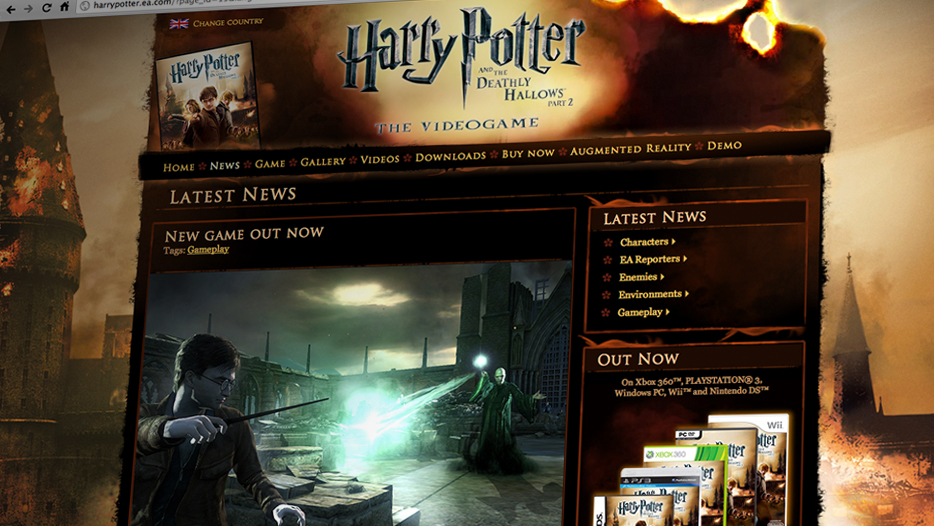 harrypotter.ea.com/?page_id=
Change country
Harry Potter
Harry Potter
and the
Deathly
Hallows™
Part 2
The Videogame
Home ☆ News ☆ Game ☆ Gallery ☆ Videos ☆ Downloads ☆ Buy now ☆ Augmented Reality ☆ Demo
Latest News
New game out now
Tags: Gameplay
Latest News
Characters
EA Reporters
Enemies
Environments
Gameplay
Out Now
On Xbox 360™, PLAYSTATION® 3,
Windows PC, Wii™ and Nintendo DS™
Wii
PC DVD
XBOX 360
PS3
Harry Potter